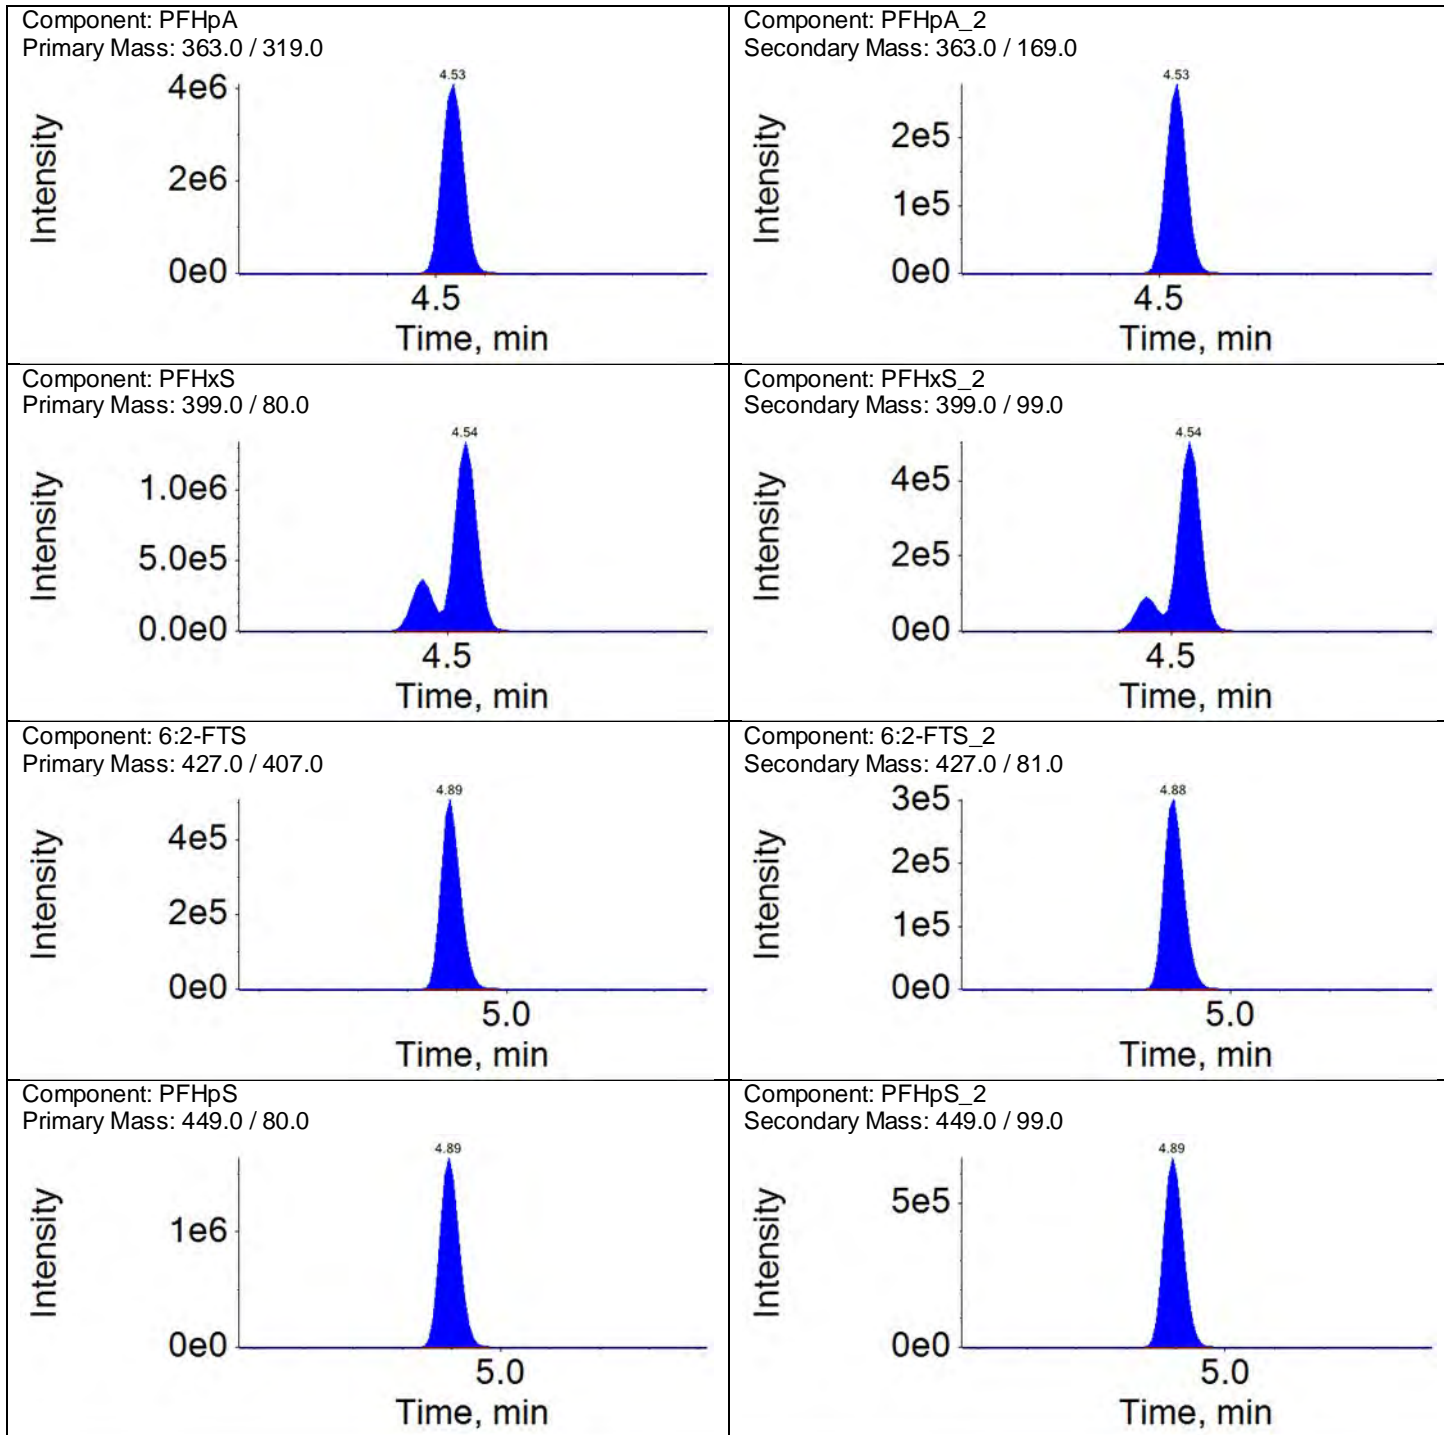 Component: PFHpA
Primary Mass: 363.0 / 319.0
4.53
4e6
2e6
0e0
Intensity
4.5
Time, min
Component: PFHpA_2
Secondary Mass: 363.0 / 169.0
4.53
2e5
1e5
0e0
Intensity
4.5
Time, min
Component: PFHxS
Primary Mass: 399.0 / 80.0
4.54
1.0e6
5.0e5
0.0e0
Intensity
4.5
Time, min
Component: PFHxS_2
Secondary Mass: 399.0 / 99.0
4.54
4e5
2e5
0e0
Intensity
4.5
Time, min
Component: 6:2-FTS
Primary Mass: 427.0 / 407.0
4.89
4e5
2e5
0e0
Intensity
5.0
Time, min
Component: 6:2-FTS_2
Secondary Mass: 427.0 / 81.0
4.88
3e5
2e5
1e5
0e0
Intensity
5.0
Time, min
Component: PFHpS
Primary Mass: 449.0 / 80.0
4.89
1e6
0e0
Intensity
5.0
Time, min
Component: PFHpS_2
Secondary Mass: 449.0 / 99.0
4.89
5e5
0e0
Intensity
5.0
Time, min